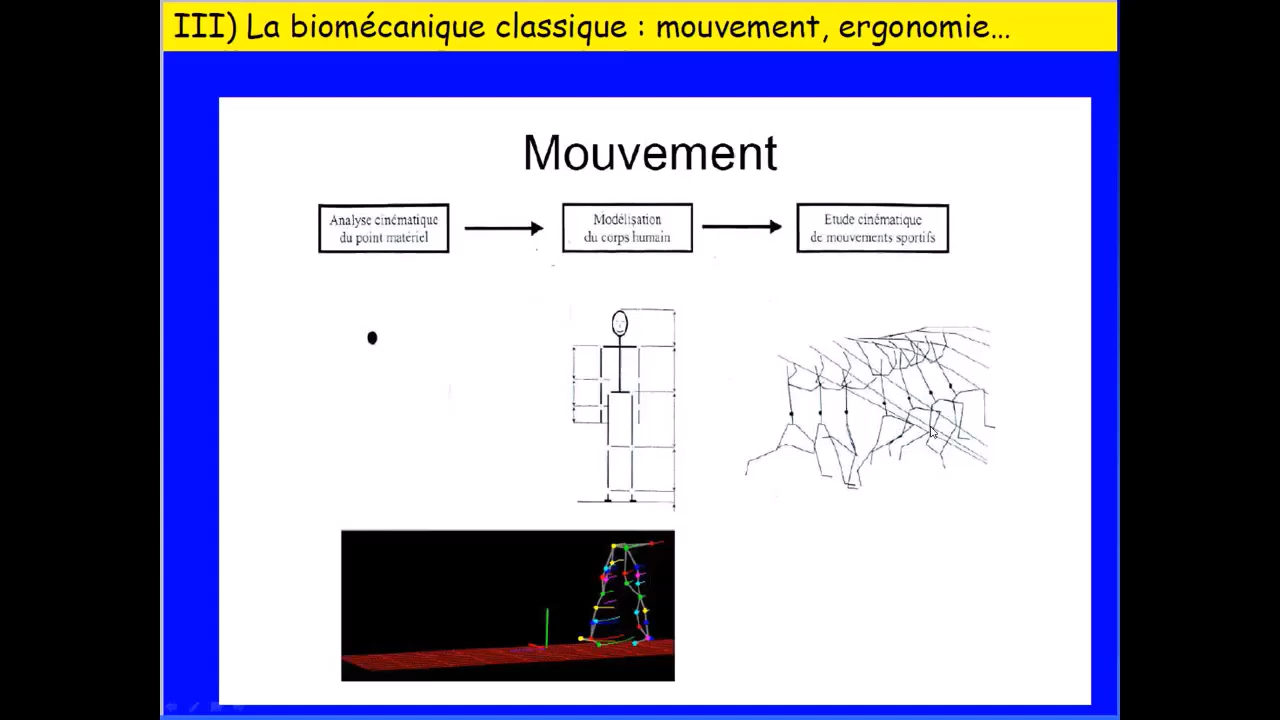 III) La biomécanique classique : mouvement, ergonomie...
Mouvement
Analyse cinématique
du point matériel
Modélisation
du corps humain
Etude cinématique
de mouvements sportifs